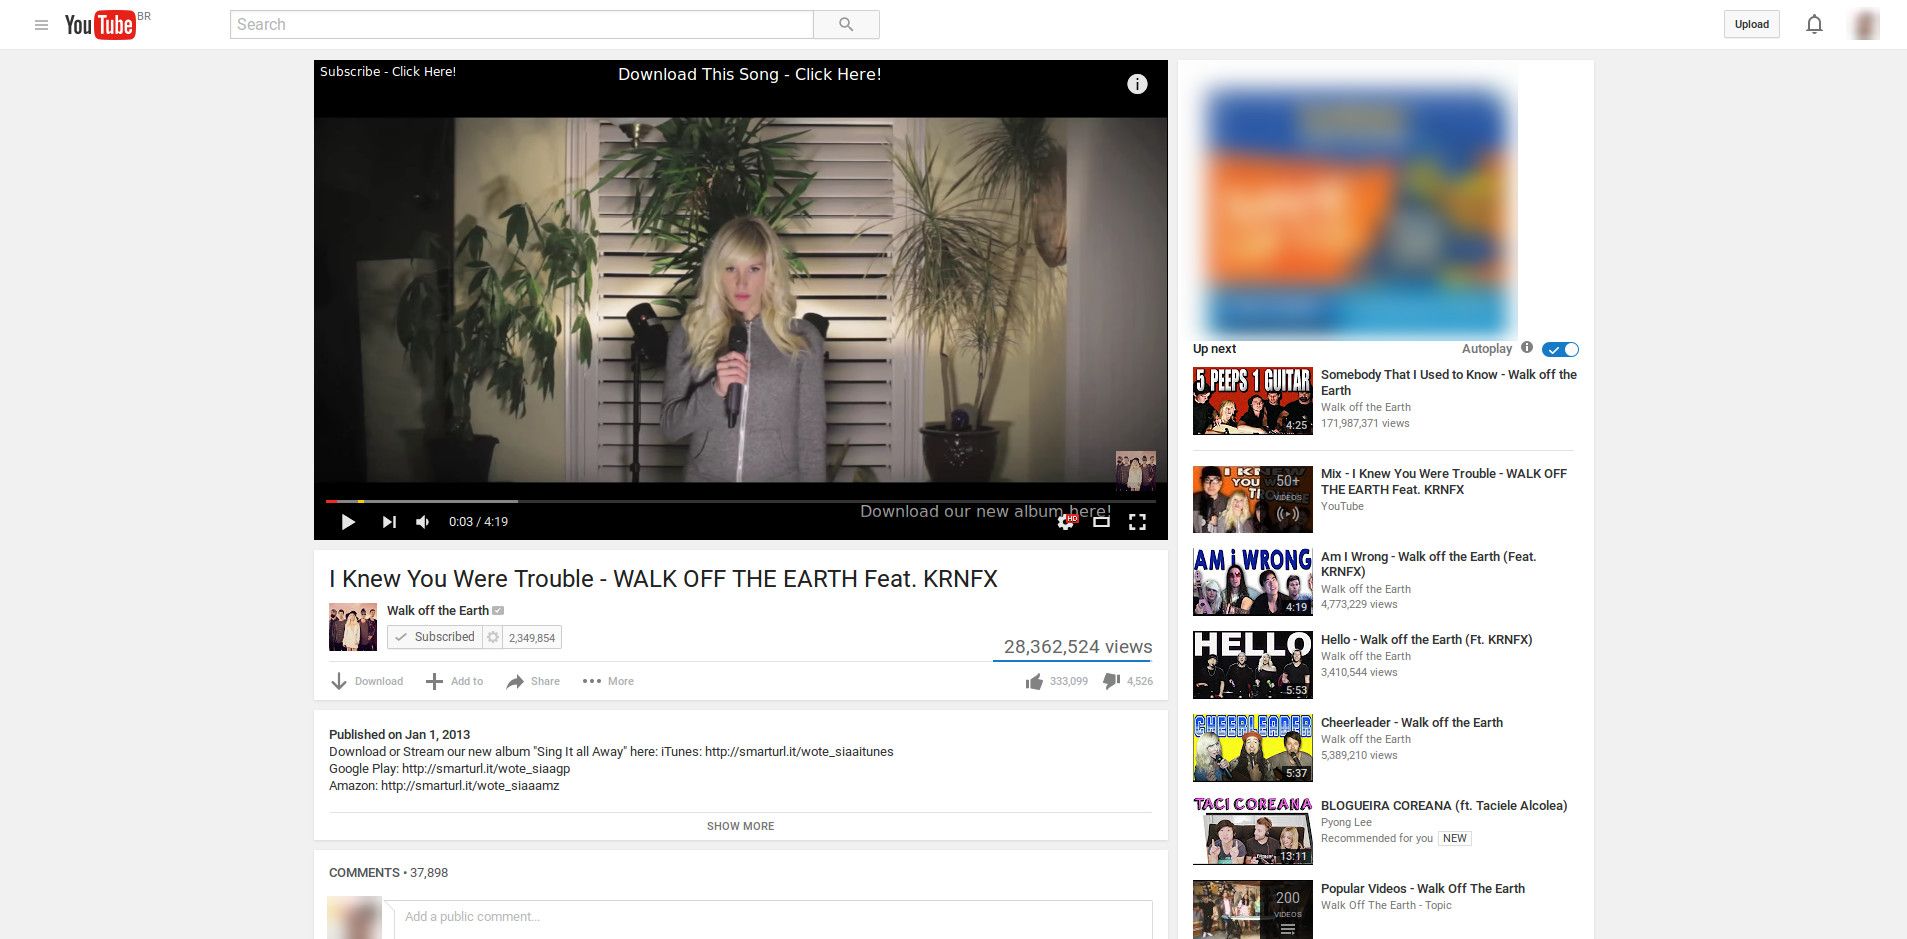 YouTube BR
Search
Upload
Subscribe - Click Here!
Download This Song - Click Here!
0:03 / 4:19
Download our new album here!
HD
I Knew You Were Trouble - WALK OFF THE EARTH Feat. KRNFX
Walk off the Earth
Subscribed 2,349,854
28,362,524 views
Download Add to Share More 333,099 4,526
Published on Jan 1, 2013
Download or Stream our new album "Sing It all Away" here: iTunes: http://smarturl.it/wote_siaaitunes
Google Play: http://smarturl.it/wote_siaagp
Amazon: http://smarturl.it/wote_siaaamz
SHOW MORE
COMMENTS • 37,898
Add a public comment...
Up next Autoplay
5 PEEPS 1 GUITAR
4:25
Somebody That I Used to Know - Walk off the
Earth
Walk off the Earth
171,987,371 views
I KNEW
YOU W
TROUBLE
50+
VIDEOS
Mix - I Knew You Were Trouble - WALK OFF
THE EARTH Feat. KRNFX
YouTube
AM i WRONG
4:19
Am I Wrong - Walk off the Earth (Feat.
KRNFX)
Walk off the Earth
4,773,229 views
HELLO
5:53
Hello - Walk off the Earth (Ft. KRNFX)
Walk off the Earth
3,410,544 views
CHEERLEADER
5:37
Cheerleader - Walk off the Earth
Walk off the Earth
5,389,210 views
TACI COREANA
13:11
BLOGUEIRA COREANA (ft. Taciele Alcolea)
Pyong Lee
Recommended for you NEW
200
VIDEOS
Popular Videos - Walk Off The Earth
Walk Off The Earth - Topic